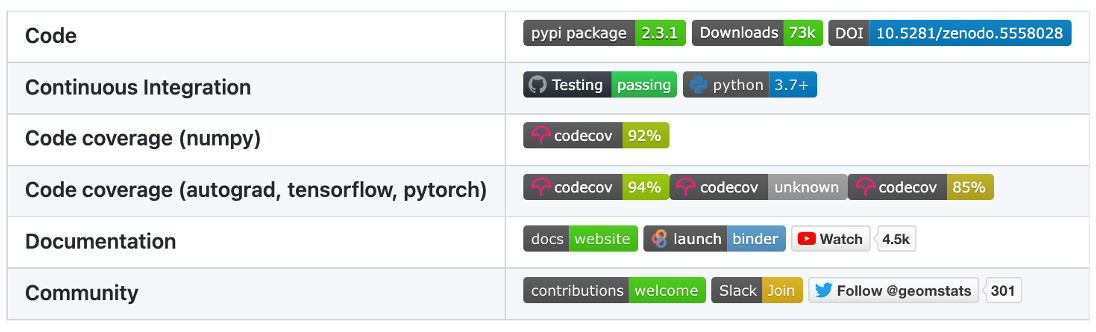 Code pypi package 2.3.1 Downloads 73k DOI 10.5281/zenodo.5558028
Continuous Integration Testing passing python 3.7+
Code coverage (numpy) codecov 92%
Code coverage (autograd, tensorflow, pytorch) codecov 94% codecov unknown codecov 85%
Documentation docs website launch binder Watch 4.5k
Community contributions welcome Slack Join Follow @geomstats 301